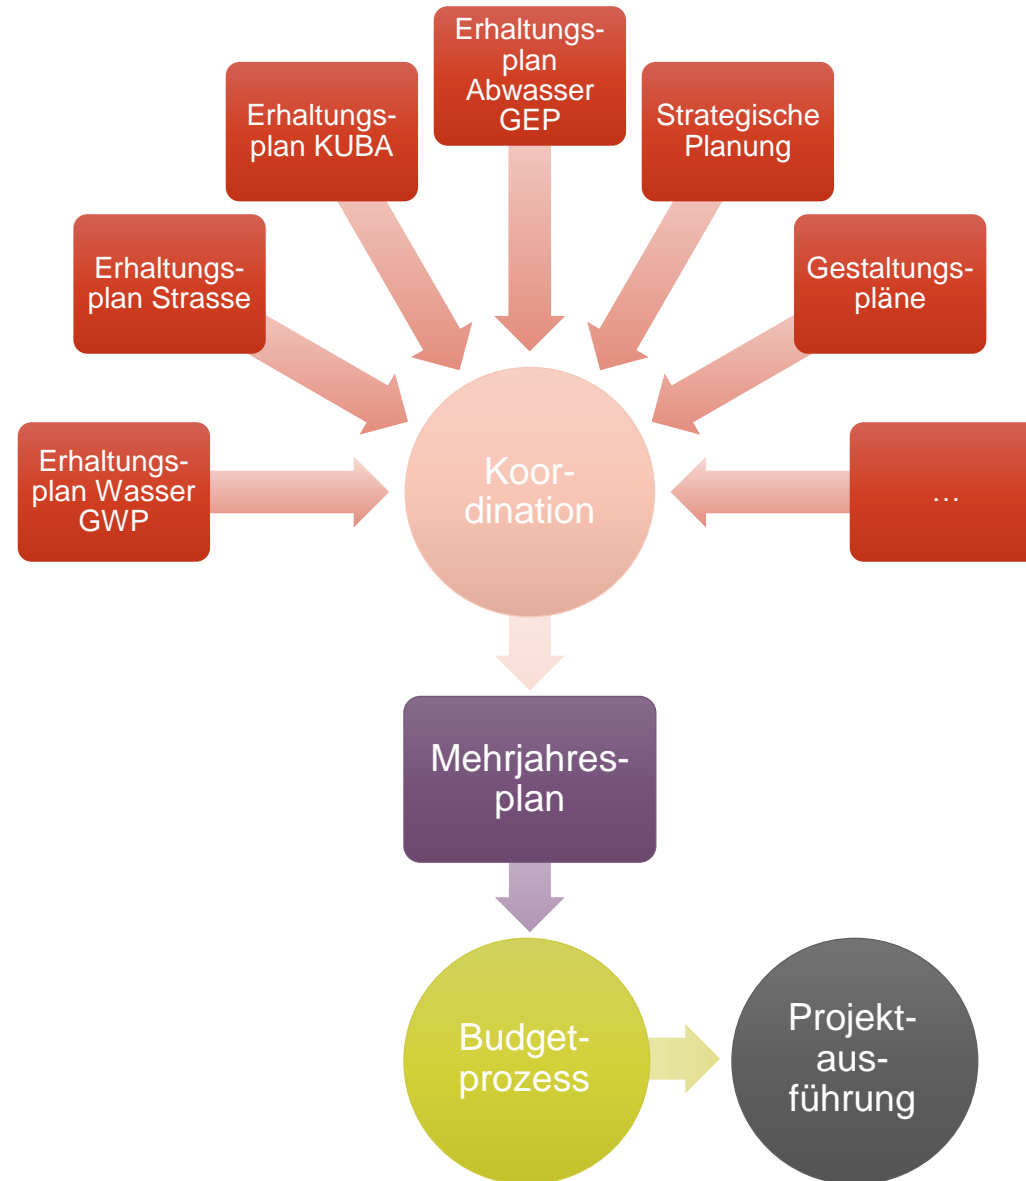 Erhaltungs-
plan
Abwasser
GEP
Erhaltungs-
plan KUBA
Strategische
Planung
Erhaltungs-
plan Strasse
Gestaltungs-
pläne
Erhaltungs-
plan Wasser
GWP
…
Koor-
dination
Mehrjahres-
plan
Budget-
prozess
Projekt-
aus-
führung